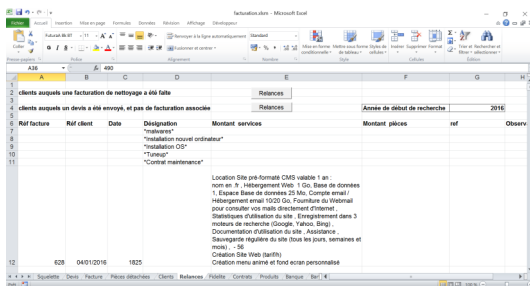 facturation.xlsm - Microsoft Excel
Fichier Accueil Insertion Mise en page Formules Données Révision Affichage Développeur
Coller
Futura Bk BT 11
Renvoyer à la ligne automatiquement
Standard
G I S
Fusionner et centrer
Mise en forme conditionnelle
Mettre sous forme de tableau
Styles de cellules
Insérer Supprimer Format
Trier et filtrer
Rechercher et sélectionner
Presse-papiers Police Alignement Nombre Style Cellules Édition
A36 fx 490
A B C D E F G H
1
2 clients auquels une facturation de nettoyage a été faite Relances
3
4 clients auquels un devis a été envoyé, et pas de facturation associée Relances Année de début de recherche 2016
5
6 Réf facture Réf client Date Désignation Montant services Montant pièces ref Observ
7 *malwares*
8 *Installation nouvel ordinateur*
9 *Installation OS*
10 *Tuneup*
11 *Contrat maintenance*
Location Site pré-formaté CMS valable 1 an :
nom en .fr , Hébergement Web 1 Go, Base de données
1, Espace Base de données 25 Mo, Compte email /
Hébergement email 10/20 Go, Fourniture du Webmail
pour consulter vos mails directement d'Internet ,
Statistiques d'utilisation du site , Enregistrement dans 3
moteurs de recherche (Google, Yahoo, Bing) ,
Documentation d'utilisation du site , Assistance ,
Sauvegarde régulière du site (tous les jours, semaines et
mois) , - 56
Création Site Web (tarif/h)
12 628 04/01/2016 1825 Création menu animé et fond ecran personnalisé
Squelette Devis Facture Pièces détachées Clients Relances Fidelite Contrats Produits Banque Bar